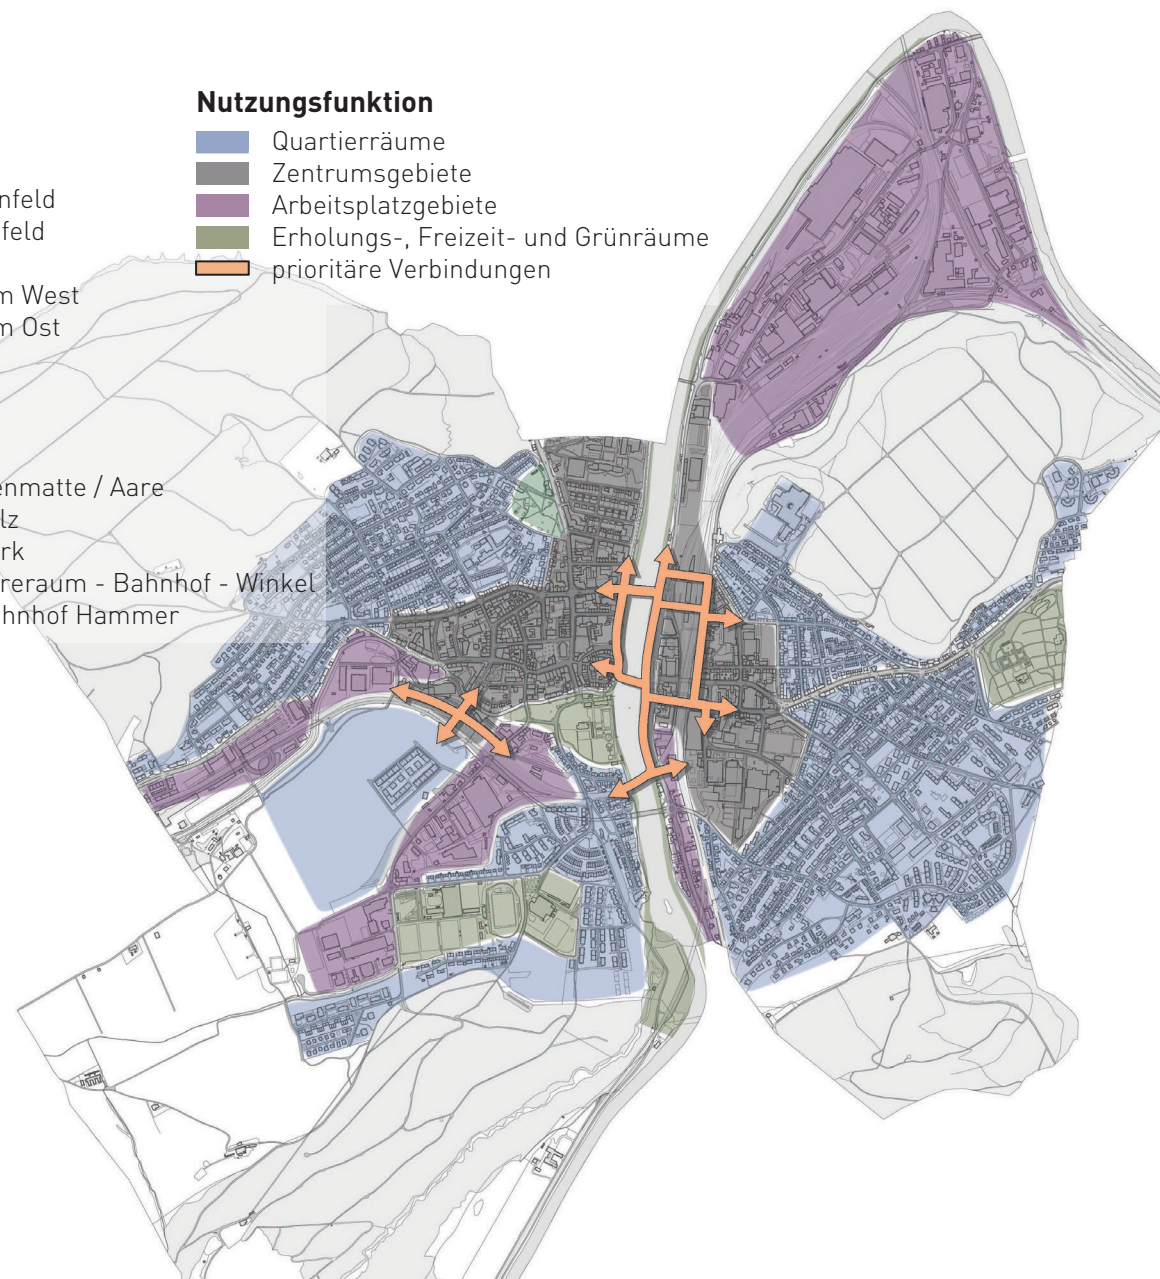 Nutzungsfunktion
Quartierräume
Zentrumsgebiete
Arbeitsplatzgebiete
Erholungs-, Freizeit- und Grünräume
prioritäre Verbindungen
nfeld
feld
m West
m Ost
enmatte / Aare
lz
rk
reraum - Bahnhof - Winkel
hnhof Hammer